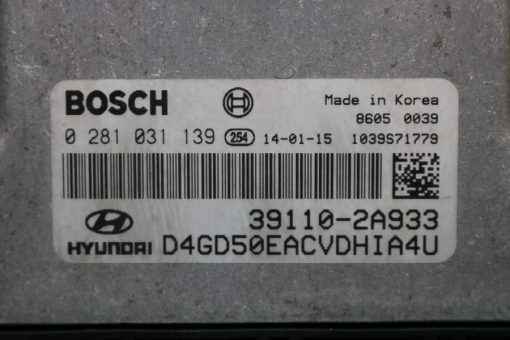 BOSCH
Made in Korea
8605 0039
0 281 031 139 254 14-01-15 1039S71779
39110-2A933
HYUNDAI D4GD50EACVDHIA4U